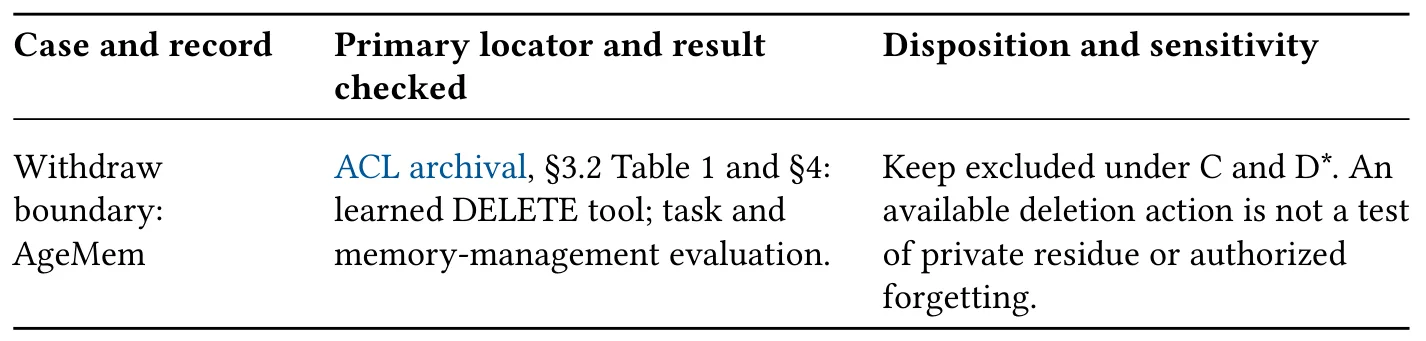 Case and record
Primary locator and result
checked
Disposition and sensitivity
Withdraw
boundary:
AgeMem
ACL archival, §3.2 Table 1 and §4:
learned DELETE tool; task and
memory-management evaluation.
Keep excluded under C and D*. An
available deletion action is not a test
of private residue or authorized
forgetting.